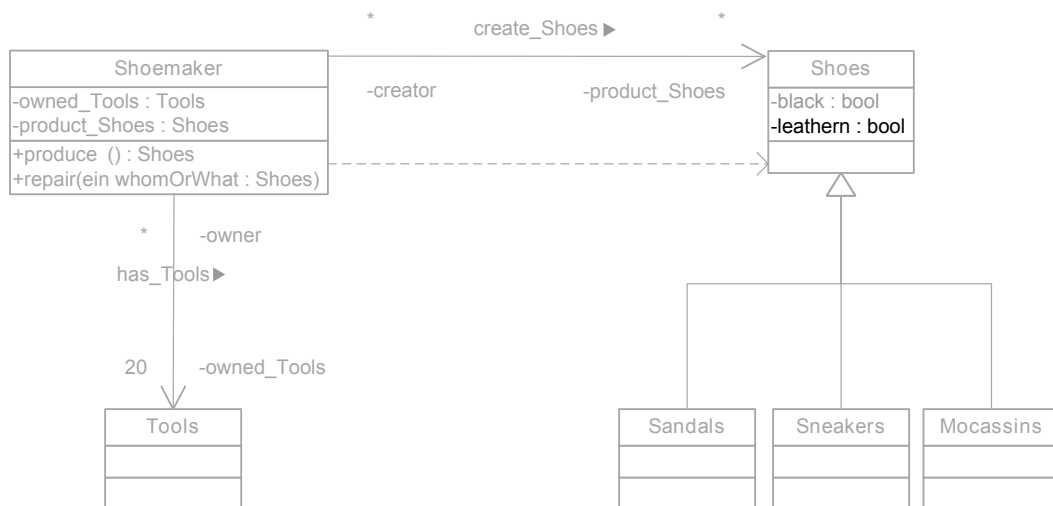 * create_Shoes ▶ *
Shoemaker
-owned_Tools : Tools
-product_Shoes : Shoes
+produce () : Shoes
+repair(ein whomOrWhat : Shoes)
-creator -product_Shoes
Shoes
-black : bool
-leathern : bool
* -owner
has_Tools ▶
20 -owned_Tools
Tools
Sandals
Sneakers
Mocassins